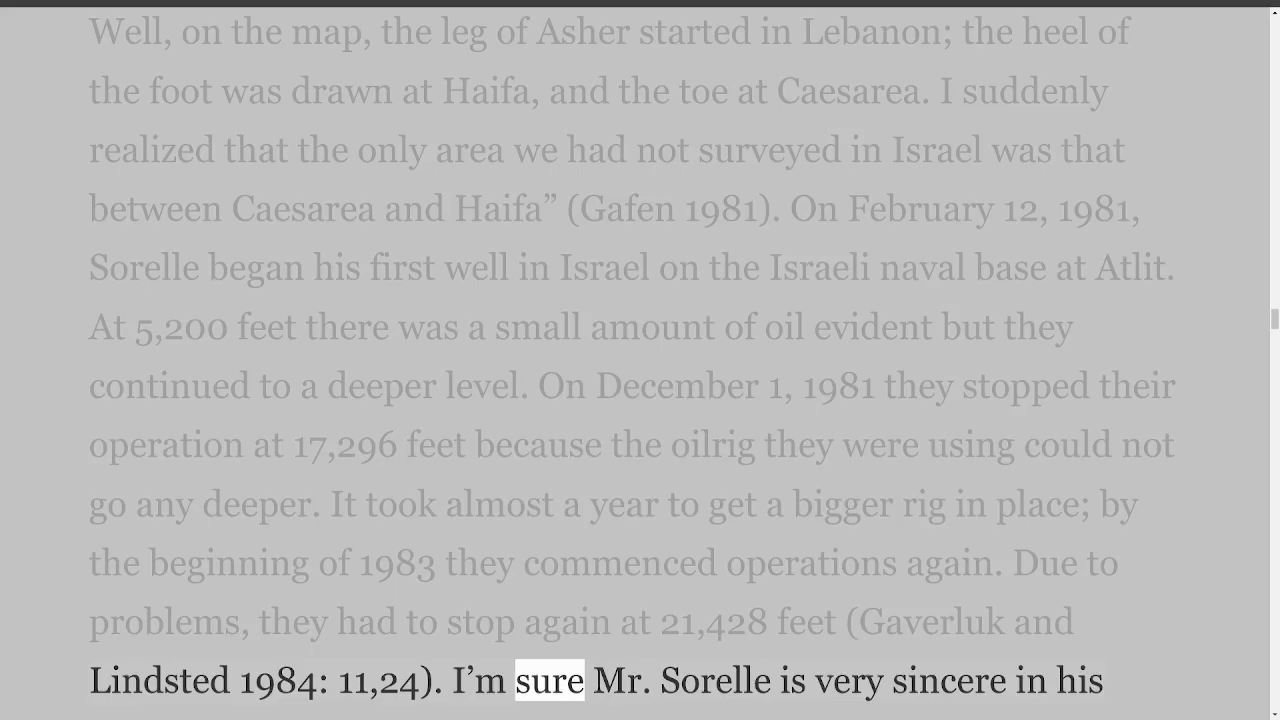 Well, on the map, the leg of Asher started in Lebanon; the heel of
the foot was drawn at Haifa, and the toe at Caesarea. I suddenly
realized that the only area we had not surveyed in Israel was that
between Caesarea and Haifa” (Gafen 1981). On February 12, 1981,
Sorelle began his first well in Israel on the Israeli naval base at Atlit.
At 5,200 feet there was a small amount of oil evident but they
continued to a deeper level. On December 1, 1981 they stopped their
operation at 17,296 feet because the oilrig they were using could not
go any deeper. It took almost a year to get a bigger rig in place; by
the beginning of 1983 they commenced operations again. Due to
problems, they had to stop again at 21,428 feet (Gaverluk and
Lindsted 1984: 11,24). I’m sure Mr. Sorelle is very sincere in his